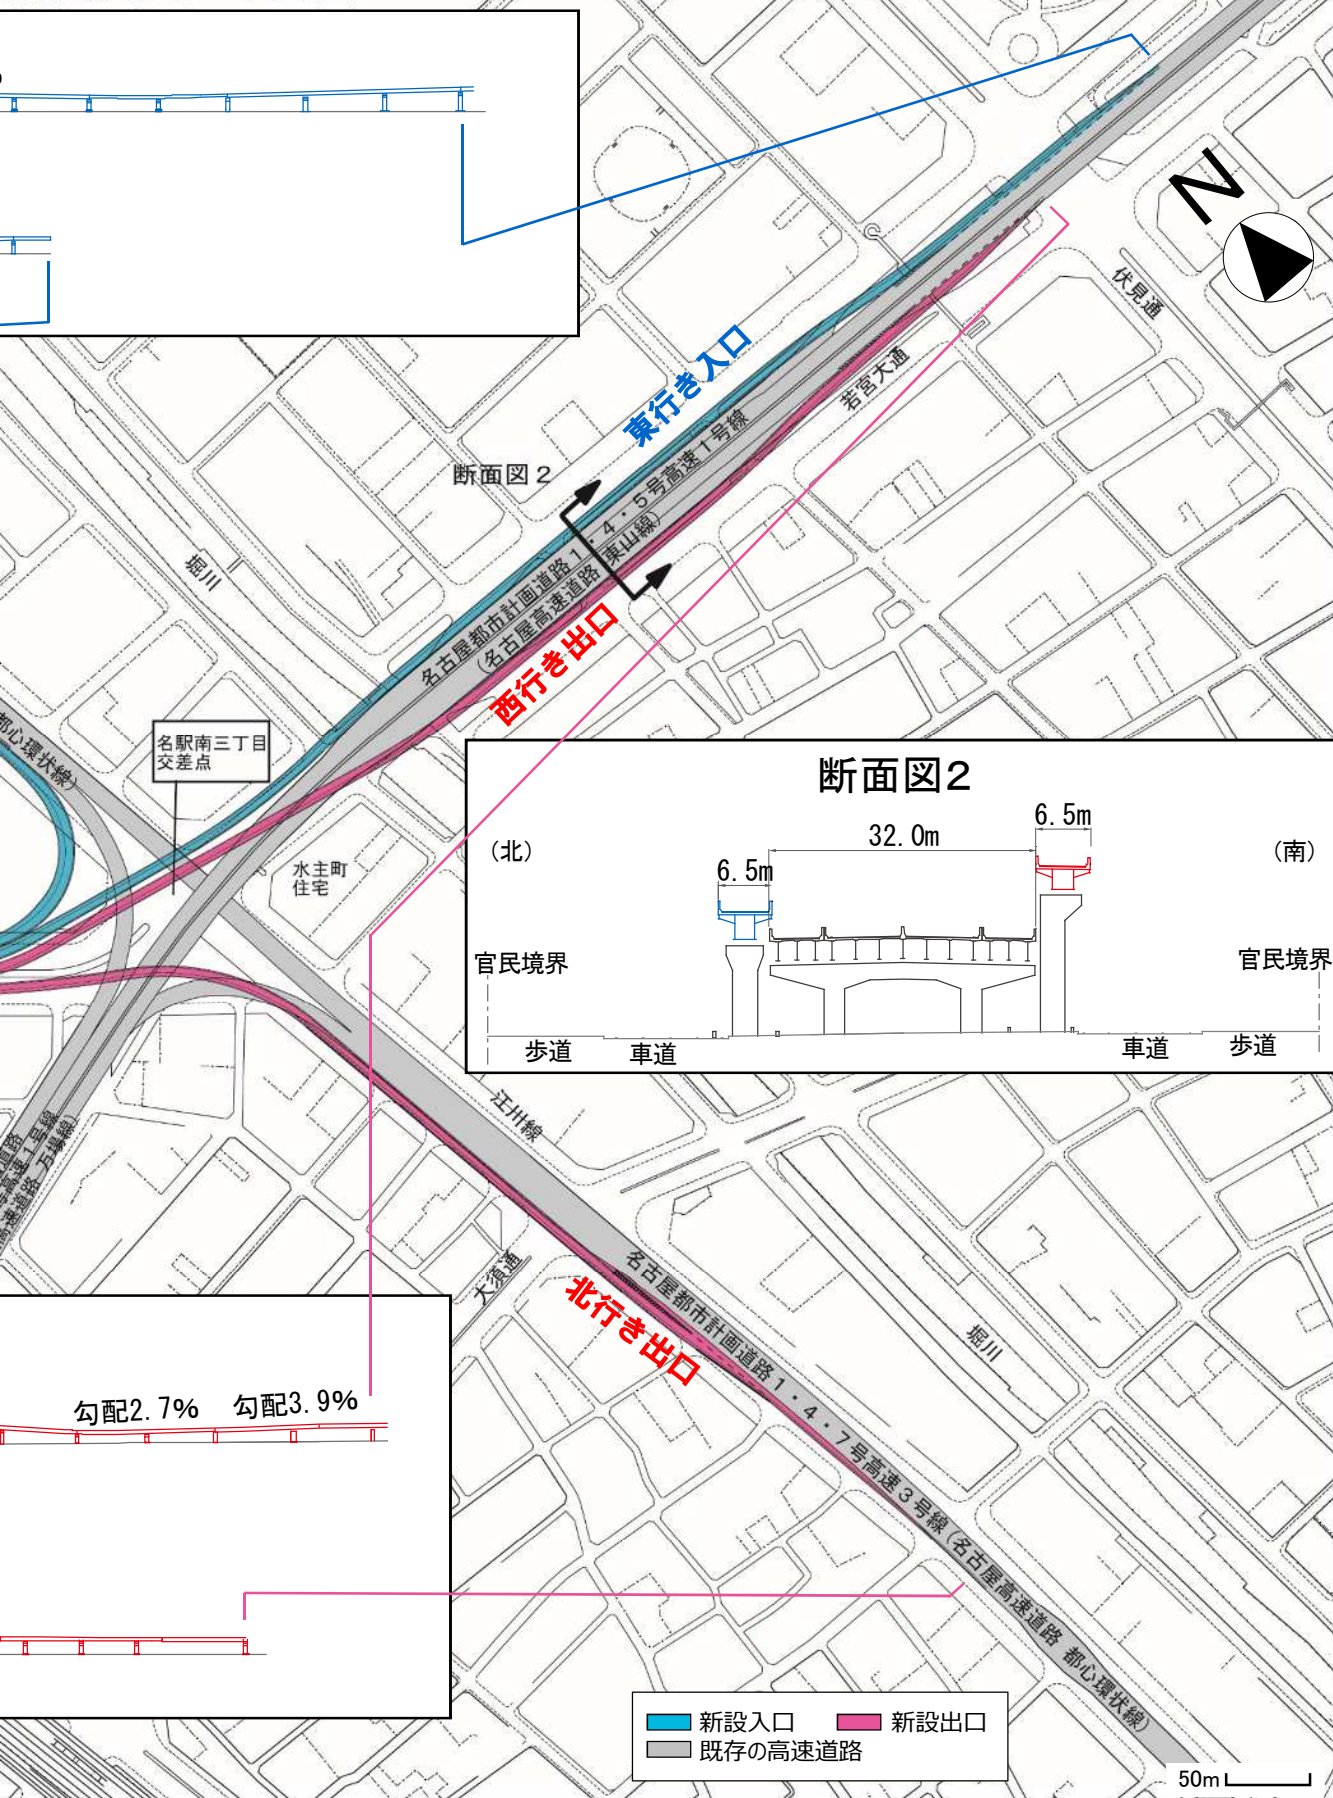 N
伏見通
東行き入口
若宮大通
断面図2
名古屋都市計画道路1・4・5号高速1号線
(名古屋高速道路 東山線)
西行き出口
堀川
都心環状線)
名駅南三丁目
交差点
水主町
住宅
断面図2
(北)
(南)
6.5m
32.0m
6.5m
官民境界
官民境界
歩道
車道
車道
歩道
江川線
大須通
北行き出口
名古屋都市計画道路1・4・7号高速3号線(名古屋高速道路 都心環状線)
堀川
勾配2.7%
勾配3.9%
新設入口
新設出口
既存の高速道路
50m